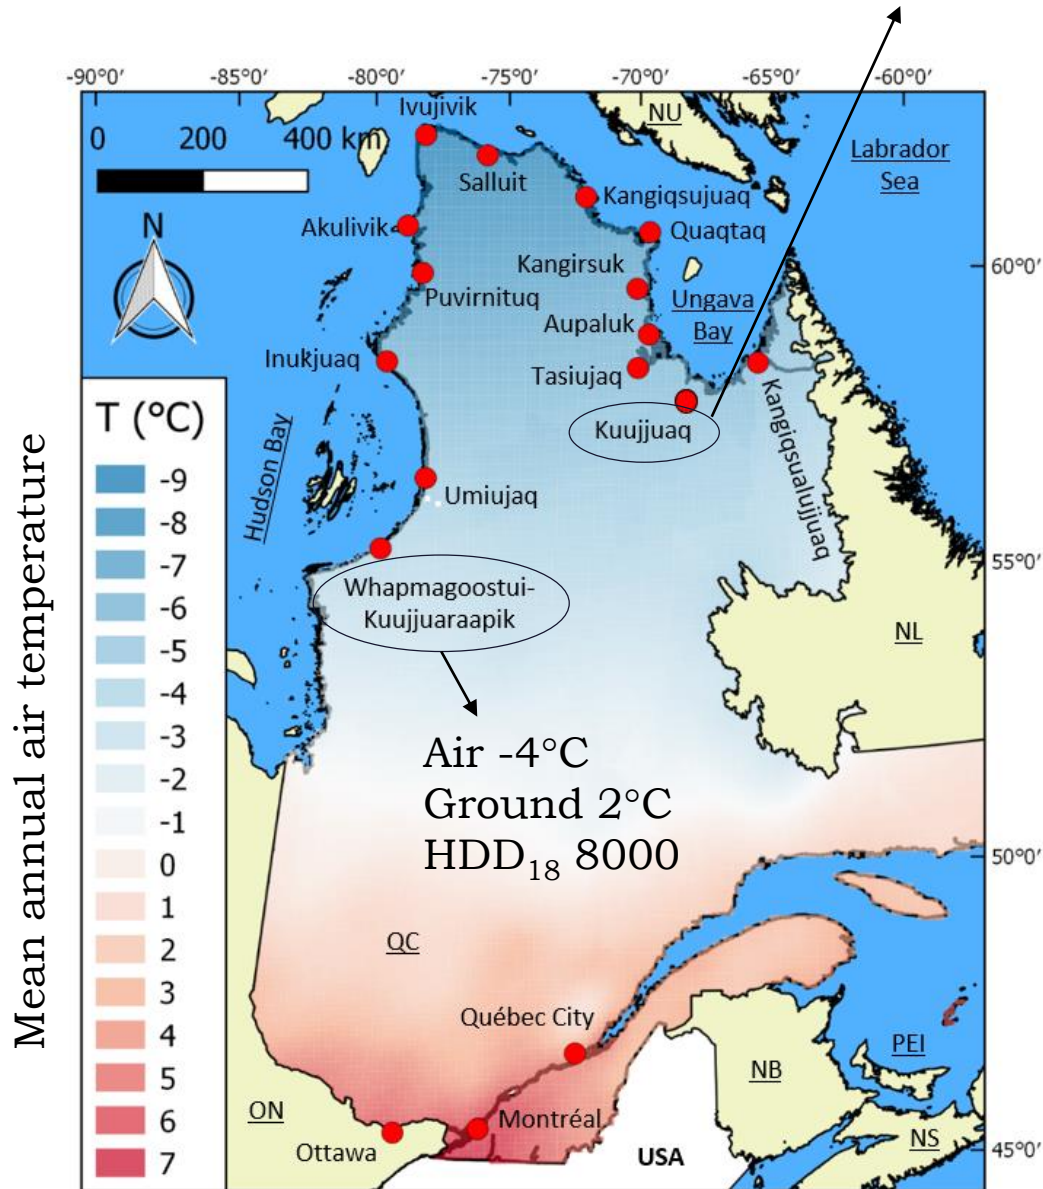 -90°0′ -85°0′ -80°0′ -75°0′ -70°0′ -65°0′ -60°0′
0 200 400 km
N
Ivujivik
Salluit
NU
Labrador
Sea
Kangiqsujuaq
Akulivik
Quaqtaq
Kangirsuk
60°0′
Puvirnituq
Ungava
Bay
Aupaluk
Inukjuaq
Tasiujaq
Kangiqsualujjuaq
Kuujjuaq
Hudson Bay
Umiujaq
55°0′
Whapmagoostui-
Kuujjuaraapik
NL
Air -4°C
Ground 2°C
HDD18 8000
50°0′
QC
Québec City
PEI
NB
ON
Montréal
NS
Ottawa
USA
45°0′
Mean annual air temperature
T (°C)
-9
-8
-7
-6
-5
-4
-3
-2
-1
0
1
2
3
4
5
6
7